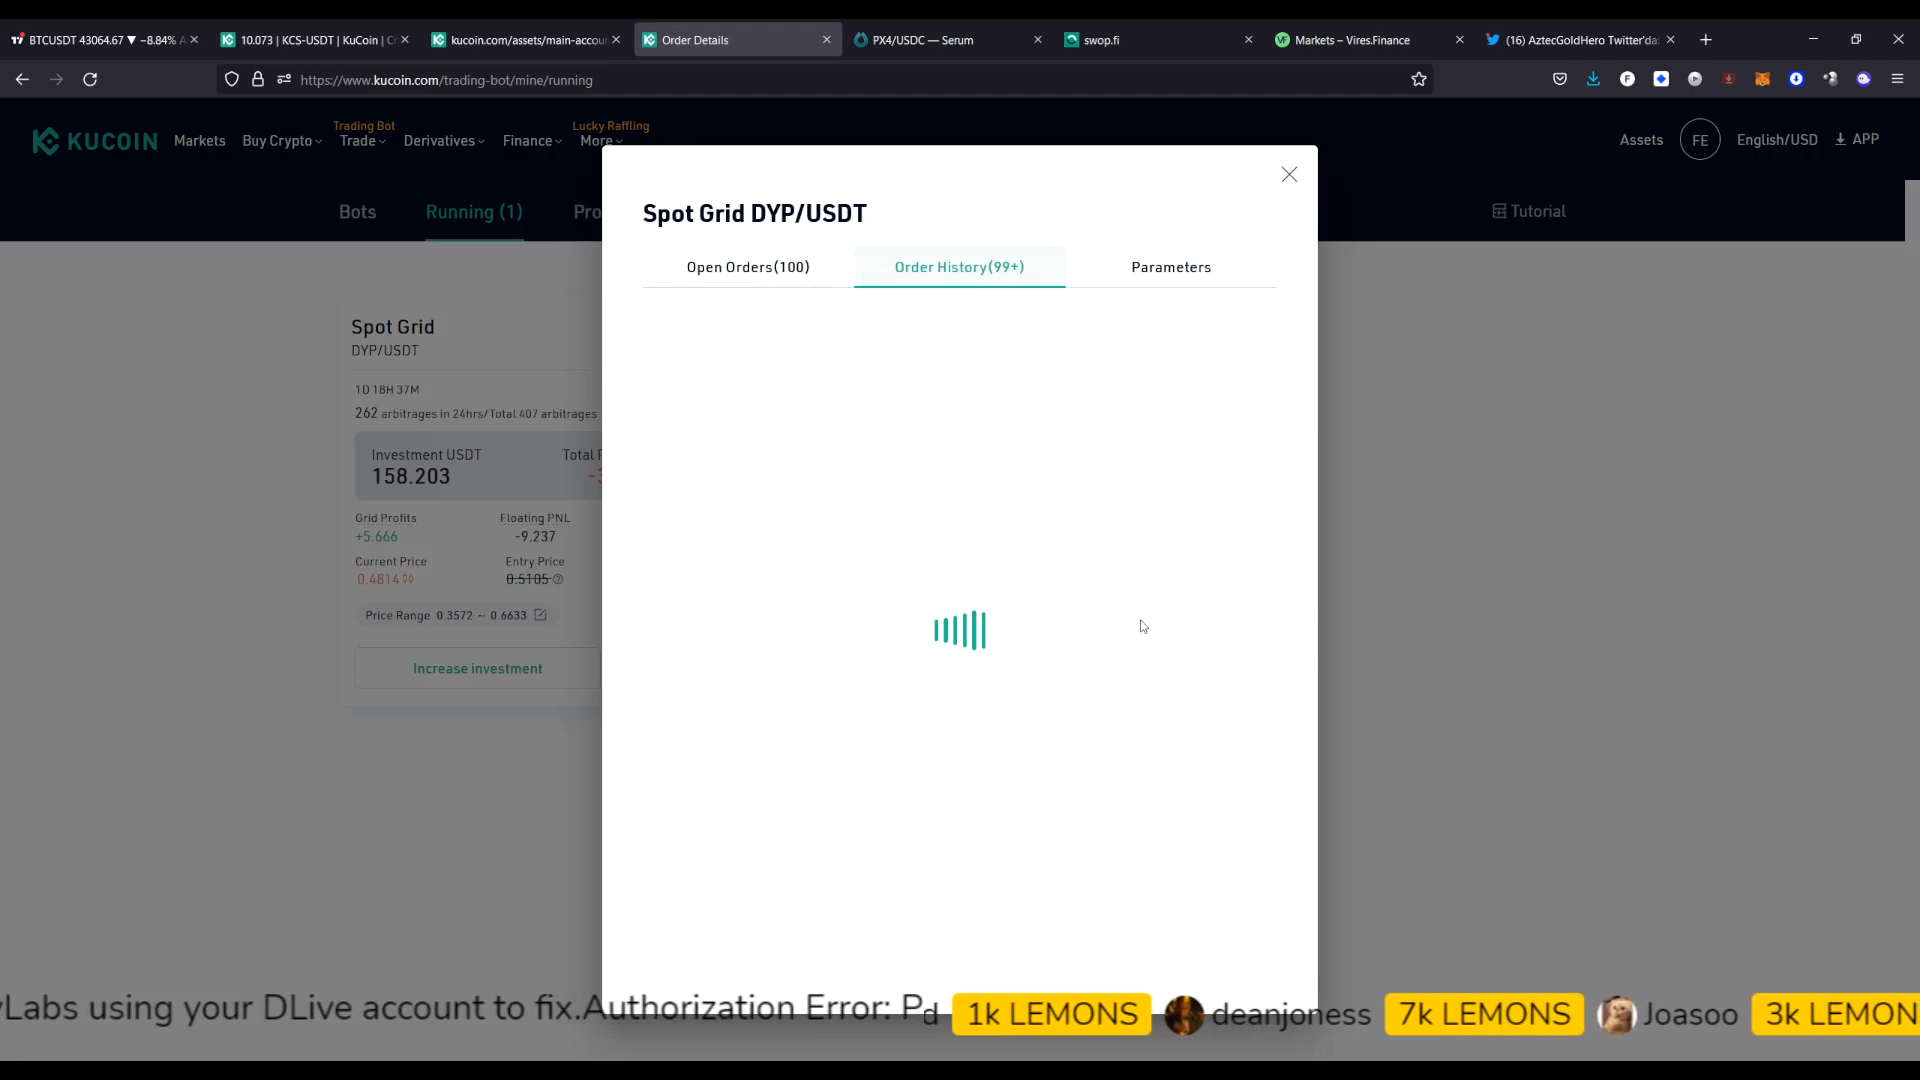 BTCUSDT 43064.67 ▼ −8.84%
10.073 | KCS-USDT | KuCoin | Cr
kucoin.com/assets/main-accou
Order Details
PX4/USDC — Serum
swop.fi
Markets – Vires.Finance
(16) AztecGoldHero Twitter'da:
https://www.kucoin.com/trading-bot/mine/running
KUCOIN
Markets
Buy Crypto
Trading Bot
Trade
Derivatives
Finance
Lucky Raffling
More
Assets
FE
English/USD
APP
Bots
Running (1)
Pro
Tutorial
Spot Grid DYP/USDT
Open Orders(100)
Order History(99+)
Parameters
Spot Grid
DYP/USDT
1D 18H 37M
262 arbitrages in 24hrs/Total 407 arbitrages
Investment USDT
Total
158.203
Grid Profits
Floating PNL
+5.666
-9.237
Current Price
Entry Price
0.4814
0.5105
Price Range 0.3572 ~ 0.6633
Increase investment
Labs using your DLive account to fix.Authorization Error: P
d 1k LEMONS deanjoness 7k LEMONS Joasoo 3k LEMON